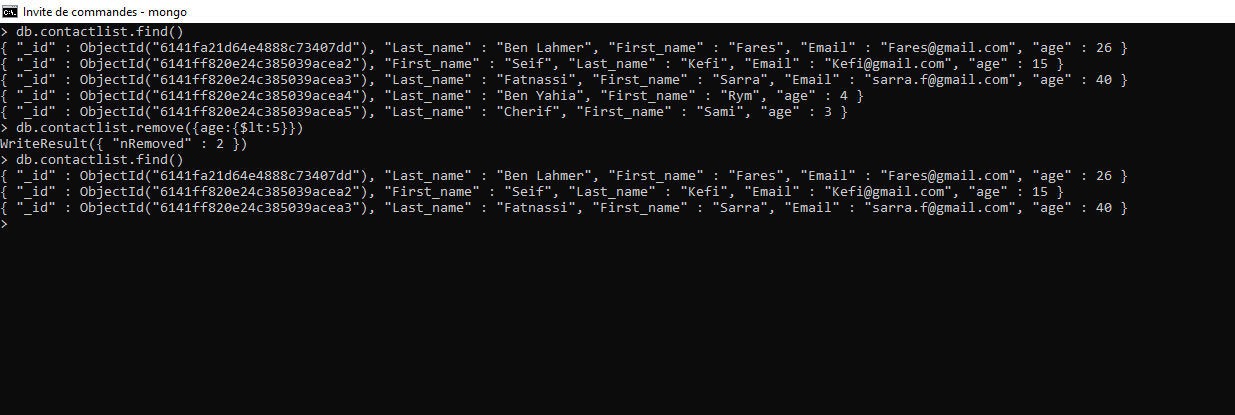 Invite de commandes - mongo
> db.contactlist.find()
{ "_id" : ObjectId("6141fa21d64e4888c73407dd"), "Last_name" : "Ben Lahmer", "First_name" : "Fares", "Email" : "Fares@gmail.com", "age" : 26 }
{ "_id" : ObjectId("6141ff820e24c385039acea2"), "First_name" : "Seif", "Last_name" : "Kefi", "Email" : "Kefi@gmail.com", "age" : 15 }
{ "_id" : ObjectId("6141ff820e24c385039acea3"), "Last_name" : "Fatnassi", "First_name" : "Sarra", "Email" : "sarra.f@gmail.com", "age" : 40 }
{ "_id" : ObjectId("6141ff820e24c385039acea4"), "Last_name" : "Ben Yahia", "First_name" : "Rym", "age" : 4 }
{ "_id" : ObjectId("6141ff820e24c385039acea5"), "Last_name" : "Cherif", "First_name" : "Sami", "age" : 3 }
> db.contactlist.remove({age:{$lt:5}})
WriteResult({ "nRemoved" : 2 })
> db.contactlist.find()
{ "_id" : ObjectId("6141fa21d64e4888c73407dd"), "Last_name" : "Ben Lahmer", "First_name" : "Fares", "Email" : "Fares@gmail.com", "age" : 26 }
{ "_id" : ObjectId("6141ff820e24c385039acea2"), "First_name" : "Seif", "Last_name" : "Kefi", "Email" : "Kefi@gmail.com", "age" : 15 }
{ "_id" : ObjectId("6141ff820e24c385039acea3"), "Last_name" : "Fatnassi", "First_name" : "Sarra", "Email" : "sarra.f@gmail.com", "age" : 40 }
>